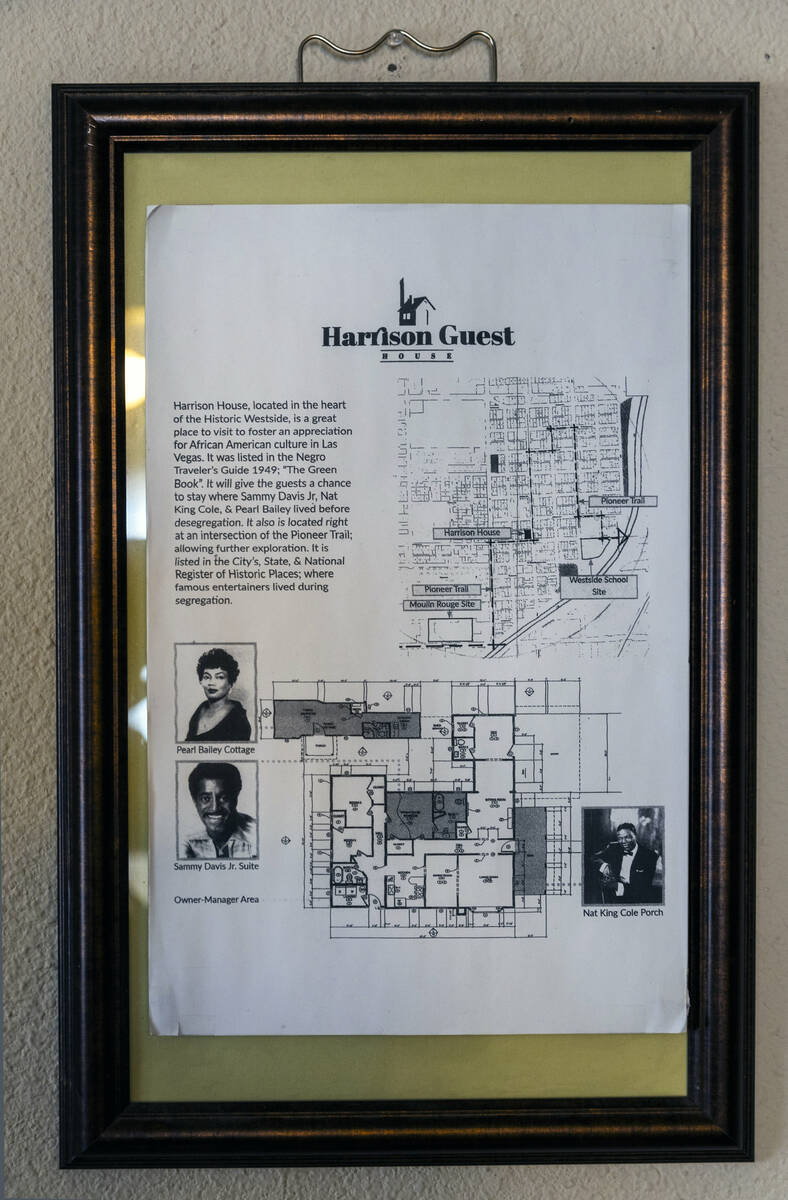 Harrison Guest
HOUSE
Harrison House, located in the heart
of the Historic Westside, is a great
place to visit to foster an appreciation
for African American culture in Las
Vegas. It was listed in the Negro
Traveler's Guide 1949; "The Green
Book". It will give the guests a chance
to stay where Sammy Davis Jr, Nat
King Cole, & Pearl Bailey lived before
desegregation. It also is located right
at an intersection of the Pioneer Trail;
allowing further exploration. It is
listed in the City's, State, & National
Register of Historic Places; where
famous entertainers lived during
segregation.
Pioneer Trail
Harrison House
Westside School
Site
Pioneer Trail
Moulin Rouge Site
Pearl Bailey Cottage
Sammy Davis Jr. Suite
Owner-Manager Area
Nat King Cole Porch